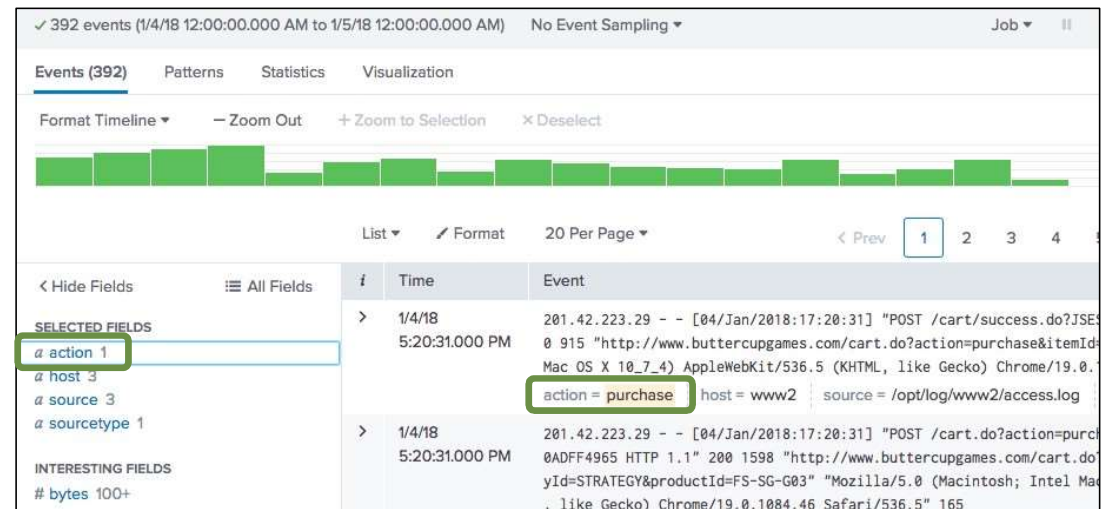 ✓ 392 events (1/4/18 12:00:00.000 AM to 1/5/18 12:00:00.000 AM) No Event Sampling ▾ Job ▾
Events (392) Patterns Statistics Visualization
Format Timeline ▾ — Zoom Out + Zoom to Selection × Deselect
List ▾ Format 20 Per Page ▾ < Prev 1 2 3 4
< Hide Fields All Fields i Time Event
SELECTED FIELDS
a action 1
a host 3
a source 3
a sourcetype 1
INTERESTING FIELDS
# bytes 100+
> 1/4/18
5:20:31.000 PM
201.42.223.29 - - [04/Jan/2018:17:20:31] "POST /cart/success.do?JSES
0 915 "http://www.buttercupgames.com/cart.do?action=purchase&itemId=
Mac OS X 10_7_4) AppleWebKit/536.5 (KHTML, like Gecko) Chrome/19.0.1
action = purchase host = www2 source = /opt/log/www2/access.log
> 1/4/18
5:20:31.000 PM
201.42.223.29 - - [04/Jan/2018:17:20:31] "POST /cart.do?action=purch
0ADFF4965 HTTP 1.1" 200 1598 "http://www.buttercupgames.com/cart.do?
yId=STRATEGY&productId=FS-SG-G03" "Mozilla/5.0 (Macintosh; Intel Mac
, like Gecko) Chrome/19.0.1084.46 Safari/536.5" 165